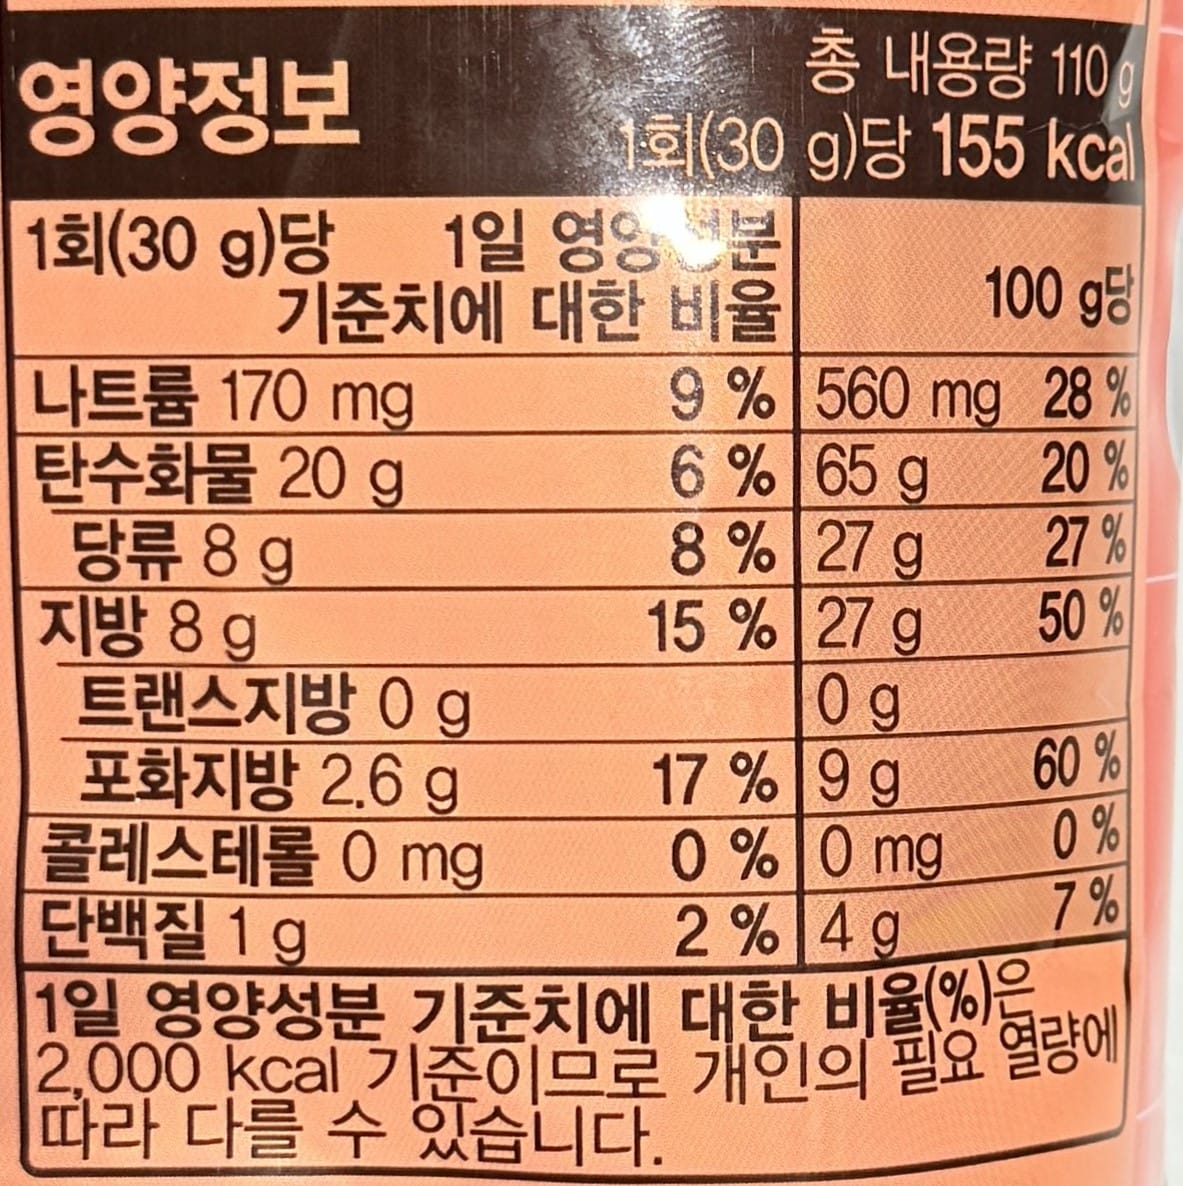 영양정보
총 내용량 110 g
1회(30 g)당 155 kcal
1회(30 g)당 1일 영양성분
기준치에 대한 비율
100 g당
나트륨 170 mg 9 % 560 mg 28 %
탄수화물 20 g 6 % 65 g 20 %
당류 8 g 8 % 27 g 27 %
지방 8 g 15 % 27 g 50 %
트랜스지방 0 g 0 g
포화지방 2.6 g 17 % 9 g 60 %
콜레스테롤 0 mg 0 % 0 mg 0 %
단백질 1 g 2 % 4 g 7 %
1일 영양성분 기준치에 대한 비율(%)은
2,000 kcal 기준이므로 개인의 필요 열량에
따라 다를 수 있습니다.